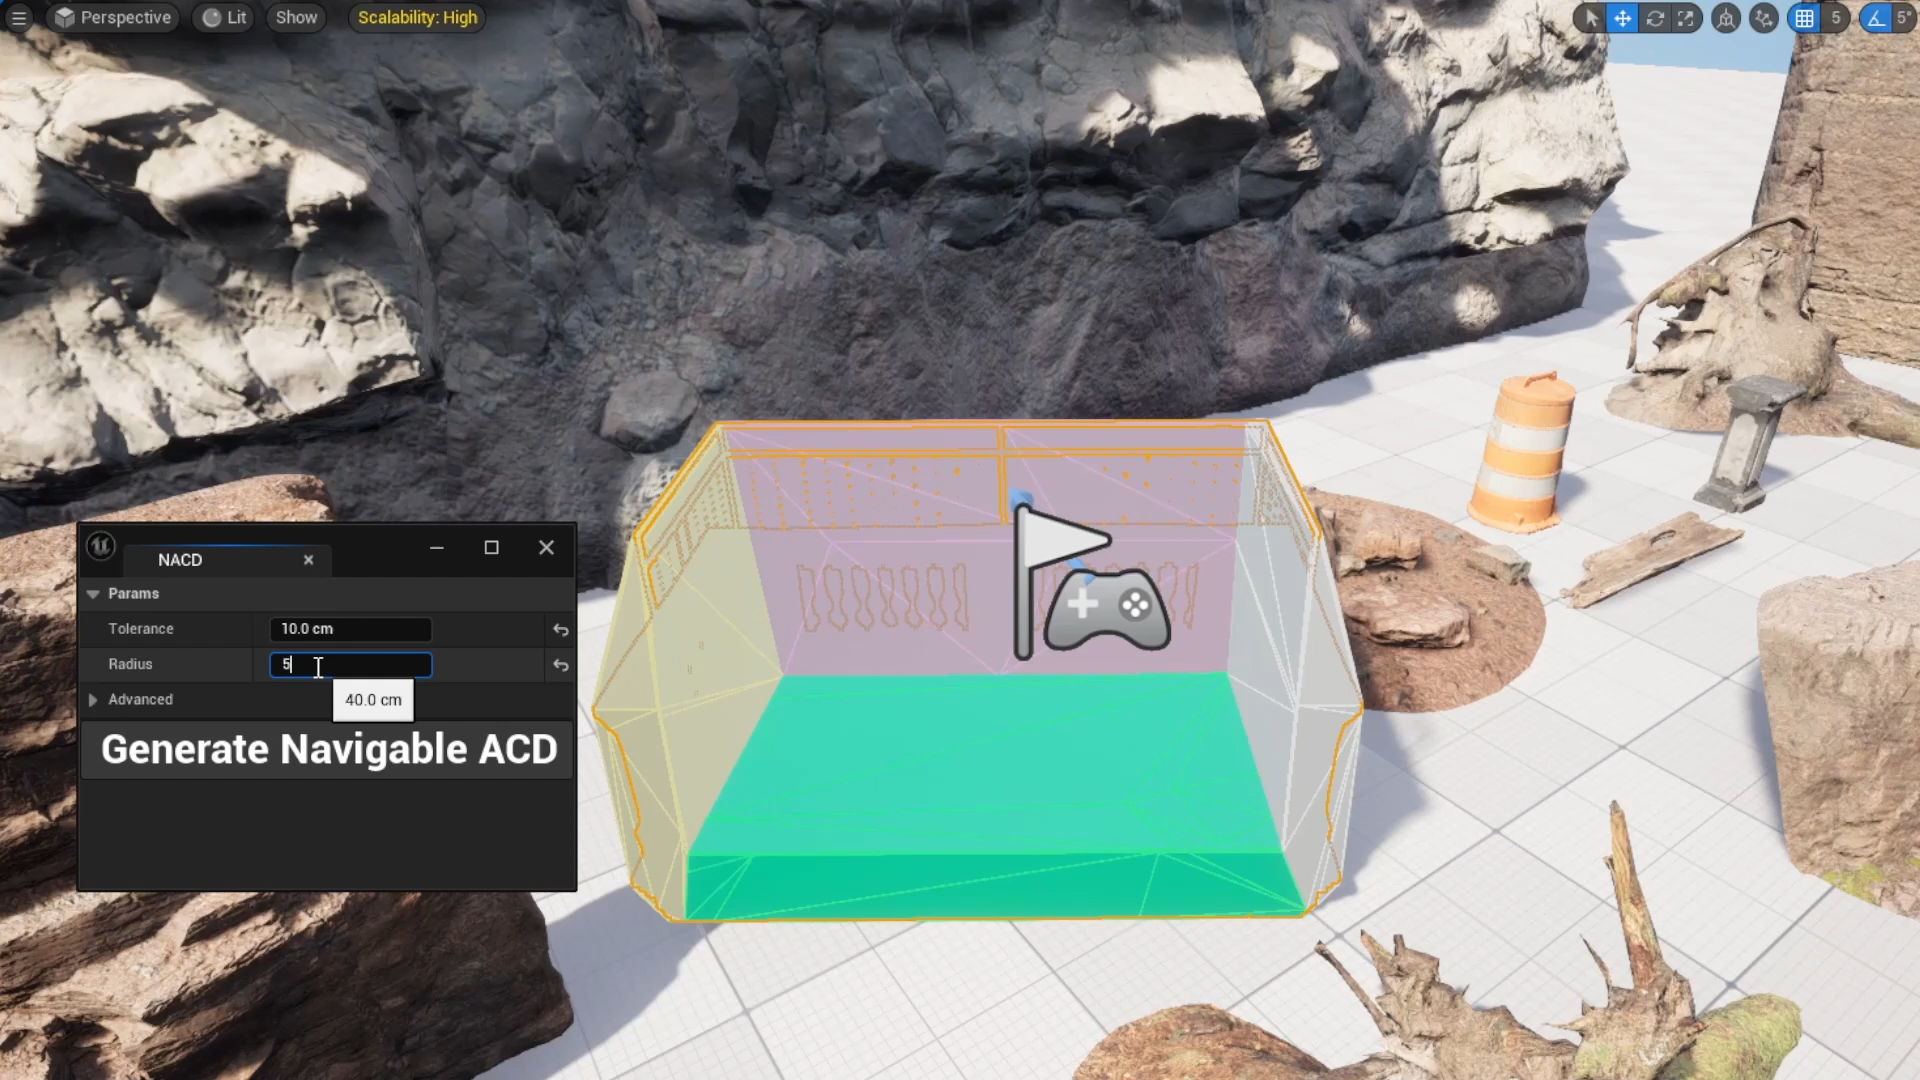 Perspective Lit Show Scalability: High 5 5°
NACD
Params
Tolerance 10.0 cm
Radius 5
Advanced 40.0 cm
Generate Navigable ACD